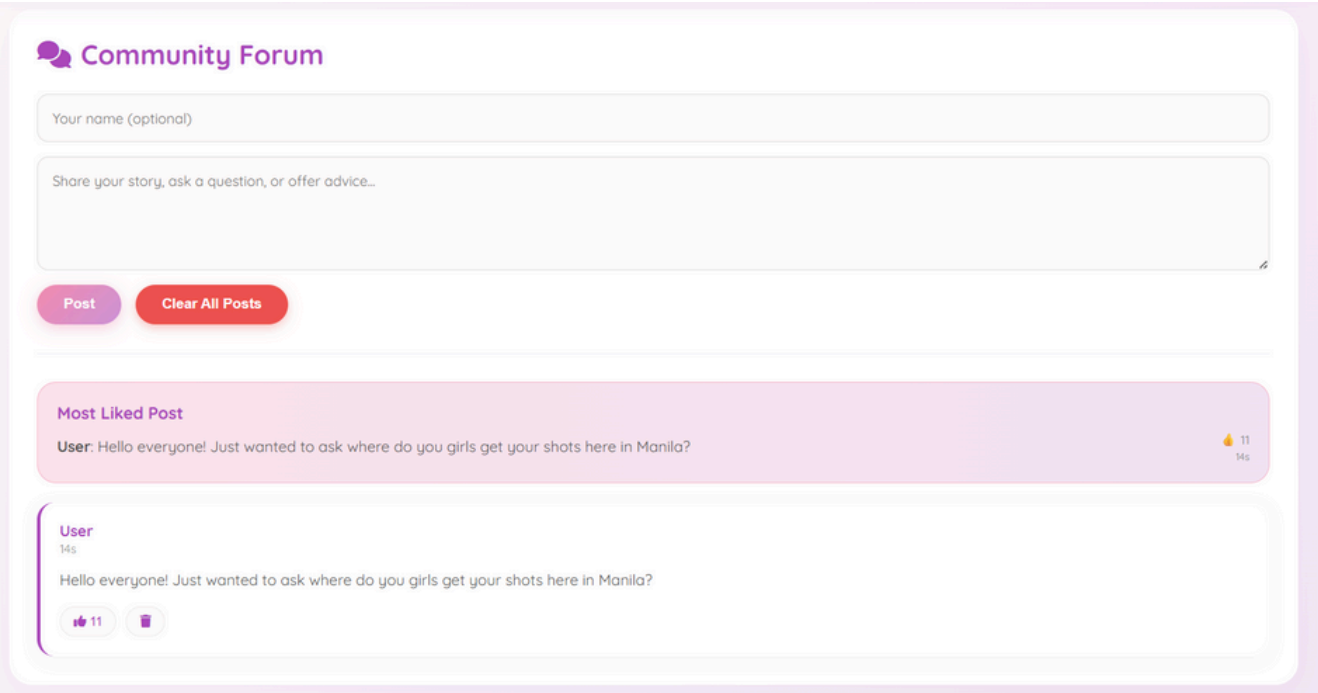 Community Forum
Your name (optional)
Share your story, ask a question, or offer advice...
Post
Clear All Posts
Most Liked Post
User: Hello everyone! Just wanted to ask where do you girls get your shots here in Manila?
👍 11
14s
User
14s
Hello everyone! Just wanted to ask where do you girls get your shots here in Manila?
11